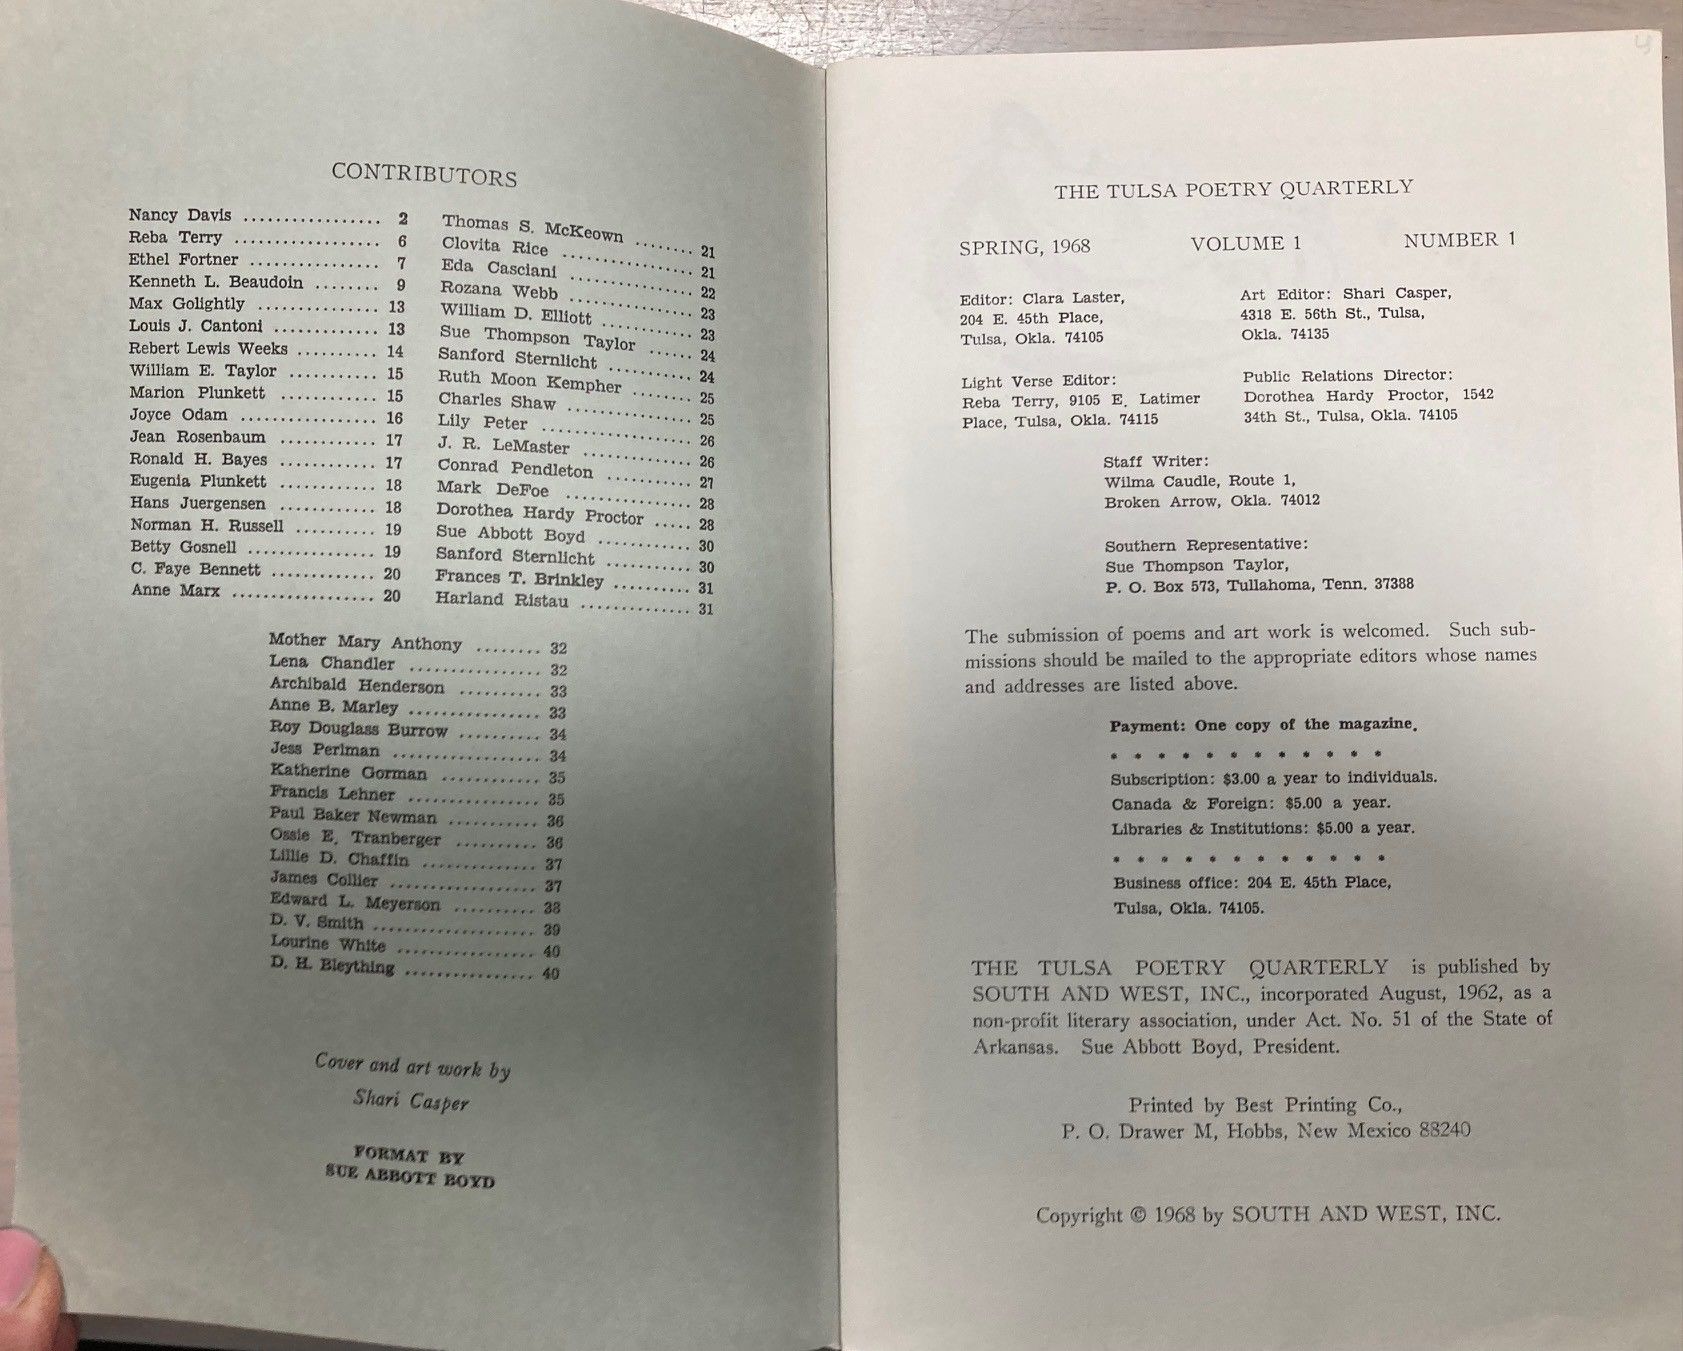 CONTRIBUTORS
Nancy Davis ................. 2
Reba Terry .................. 6
Ethel Fortner ................ 7
Kenneth L. Beaudoin ........ 9
Max Golightly ............... 13
Louis J. Cantoni ............. 13
Rebert Lewis Weeks .......... 14
William E. Taylor ........... 15
Marion Plunkett ............ 15
Joyce Odam ................. 16
Jean Rosenbaum ............ 17
Ronald H. Bayes ............ 17
Eugenia Plunkett ............ 18
Hans Juergensen ............ 18
Norman H. Russell .......... 19
Betty Gosnell ................ 19
C. Faye Bennett ............. 20
Anne Marx .................. 20
Thomas S. McKeown ........ 21
Clovita Rice ................ 21
Eda Casciani ............... 22
Rozana Webb ............... 23
William D. Elliott ............ 23
Sue Thompson Taylor ...... 24
Sanford Sternlicht .......... 24
Ruth Moon Kempher ........ 25
Charles Shaw ............... 25
Lily Peter ................... 26
J. R. LeMaster .............. 26
Conrad Pendleton ........... 27
Mark DeFoe ................ 28
Dorothea Hardy Proctor ..... 28
Sue Abbott Boyd ............ 30
Sanford Sternlicht ........... 30
Frances T. Brinkley .......... 31
Harland Ristau .............. 31
Mother Mary Anthony ........ 32
Lena Chandler ................ 32
Archibald Henderson .......... 33
Anne B. Marley ................ 33
Roy Douglass Burrow .......... 34
Jess Perlman .................. 34
Katherine Gorman ............ 35
Francis Lehner ................ 35
Paul Baker Newman ........... 36
Ossie E. Tranberger .......... 36
Lillie D. Chaffin .............. 37
James Collier .................. 37
Edward L. Meyerson .......... 38
D. V. Smith .................... 39
Lourine White ................. 40
D. H. Bleything ................ 40
Cover and art work by
Shari Casper
FORMAT BY
SUE ABBOTT BOYD
THE TULSA POETRY QUARTERLY
SPRING, 1968 VOLUME 1 NUMBER 1
Editor: Clara Laster,
204 E. 45th Place,
Tulsa, Okla. 74105
Art Editor: Shari Casper,
4318 E. 56th St., Tulsa,
Okla. 74135
Light Verse Editor:
Reba Terry, 9105 E. Latimer
Place, Tulsa, Okla. 74115
Public Relations Director:
Dorothea Hardy Proctor, 1542
34th St., Tulsa, Okla. 74105
Staff Writer:
Wilma Caudle, Route 1,
Broken Arrow, Okla. 74012
Southern Representative:
Sue Thompson Taylor,
P. O. Box 573, Tullahoma, Tenn. 37388
The submission of poems and art work is welcomed. Such sub-
missions should be mailed to the appropriate editors whose names
and addresses are listed above.
Payment: One copy of the magazine.
* * * * * * * * * * * *
Subscription: $3.00 a year to individuals.
Canada & Foreign: $5.00 a year.
Libraries & Institutions: $5.00 a year.
* * * * * * * * * * * *
Business office: 204 E. 45th Place,
Tulsa, Okla. 74105.
THE TULSA POETRY QUARTERLY is published by
SOUTH AND WEST, INC., incorporated August, 1962, as a
non-profit literary association, under Act. No. 51 of the State of
Arkansas. Sue Abbott Boyd, President.
Printed by Best Printing Co.,
P. O. Drawer M, Hobbs, New Mexico 88240
Copyright © 1968 by SOUTH AND WEST, INC.